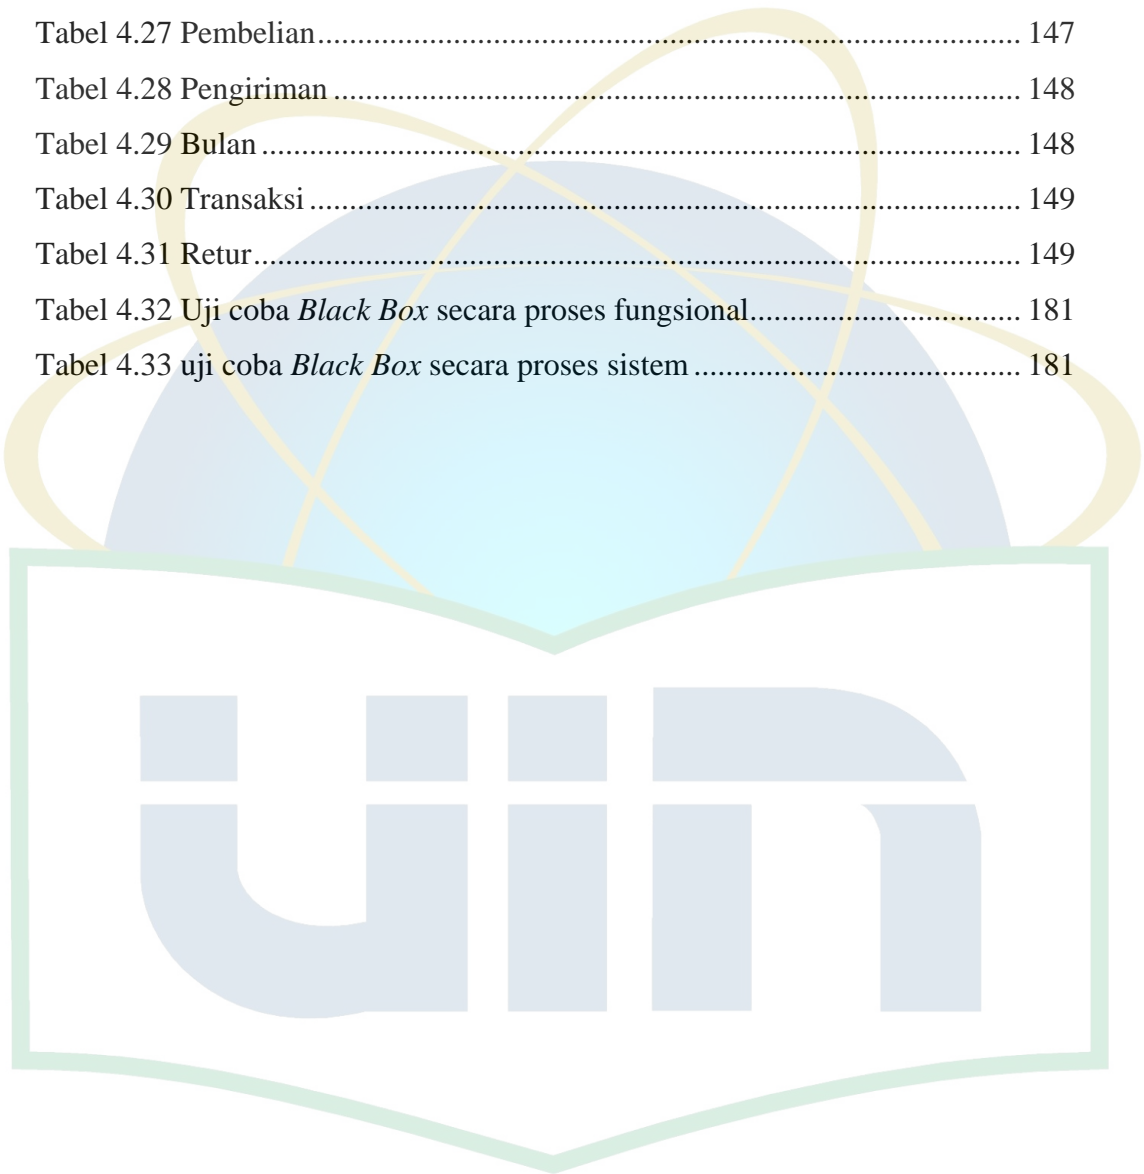 Tabel 4.27 Pembelian....................................................................................... 147
Tabel 4.28 Pengiriman..................................................................................... 148
Tabel 4.29 Bulan.............................................................................................. 148
Tabel 4.30 Transaksi........................................................................................ 149
Tabel 4.31 Retur............................................................................................... 149
Tabel 4.32 Uji coba Black Box secara proses fungsional.................................. 181
Tabel 4.33 uji coba Black Box secara proses sistem......................................... 181
uin